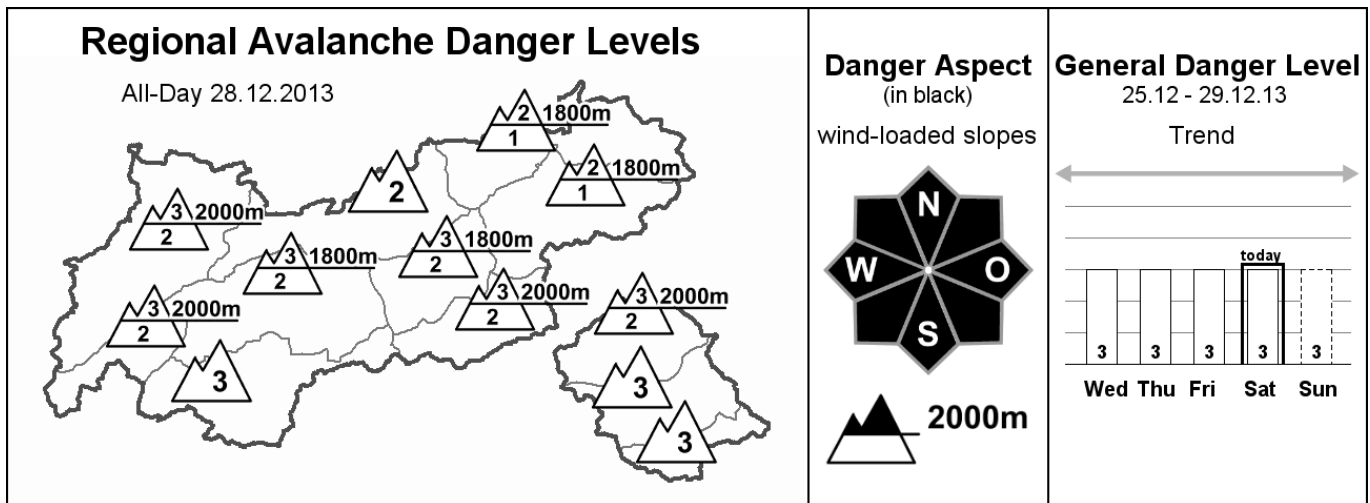 Regional Avalanche Danger Levels
All-Day 28.12.2013
2 1800m
1
2 1800m
1
2
3 2000m
2
3 1800m
2
3 1800m
2
3 2000m
2
3 2000m
2
3 2000m
2
3
3
3
Danger Aspect
(in black)
wind-loaded slopes
N
W O
S
2000m
General Danger Level
25.12 - 29.12.13
Trend
today
3 3 3 3 3
Wed Thu Fri Sat Sun